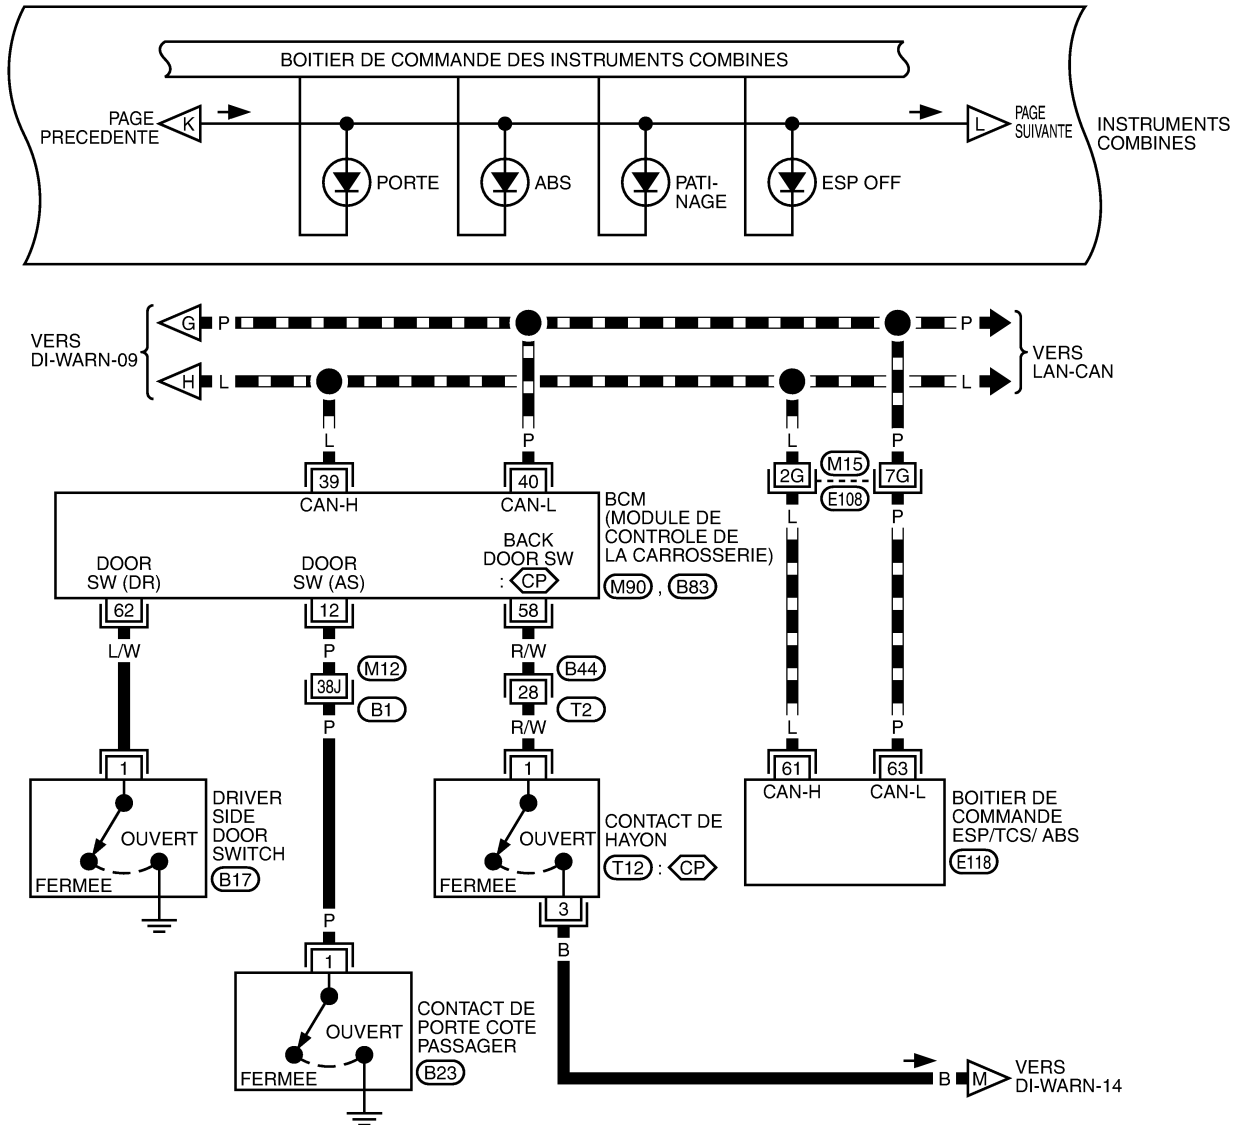 BOITIER DE COMMANDE DES INSTRUMENTS COMBINES
PAGE
PRECEDENTE
K
L
PAGE
SUIVANTE
INSTRUMENTS
COMBINES
PORTE
ABS
PATI-
NAGE
ESP OFF
VERS
DI-WARN-09
G
P
P
H
L
L
VERS
LAN-CAN
L
P
L
P
39
40
2G
M15
7G
E108
CAN-H
CAN-L
BCM
(MODULE DE
CONTROLE DE
LA CARROSSERIE)
M90 , B83
L
P
DOOR
SW (DR)
DOOR
SW (AS)
BACK
DOOR SW
: CP
62
12
58
L/W
P
R/W
M12
38J
B1
B44
28
T2
P
R/W
L
P
1
1
61
63
CAN-H
CAN-L
OUVERT
FERMEE
DRIVER
SIDE
DOOR
SWITCH
B17
OUVERT
FERMEE
CONTACT DE
HAYON
T12 : CP
BOITIER DE
COMMANDE
ESP/TCS/ ABS
E118
3
P
B
1
OUVERT
FERMEE
CONTACT DE
PORTE COTE
PASSAGER
B23
B
M
VERS
DI-WARN-14